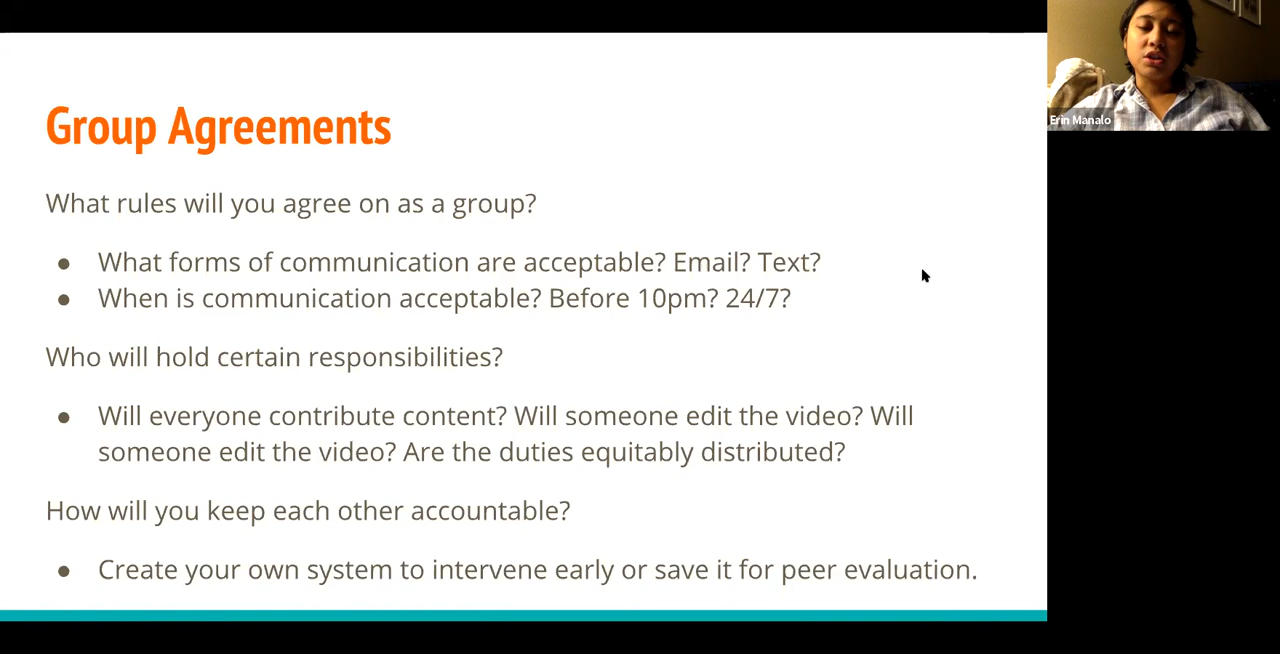 Group Agreements
What rules will you agree on as a group?
● What forms of communication are acceptable? Email? Text?
● When is communication acceptable? Before 10pm? 24/7?
Who will hold certain responsibilities?
● Will everyone contribute content? Will someone edit the video? Will
someone edit the video? Are the duties equitably distributed?
How will you keep each other accountable?
● Create your own system to intervene early or save it for peer evaluation.
Erin Manalo